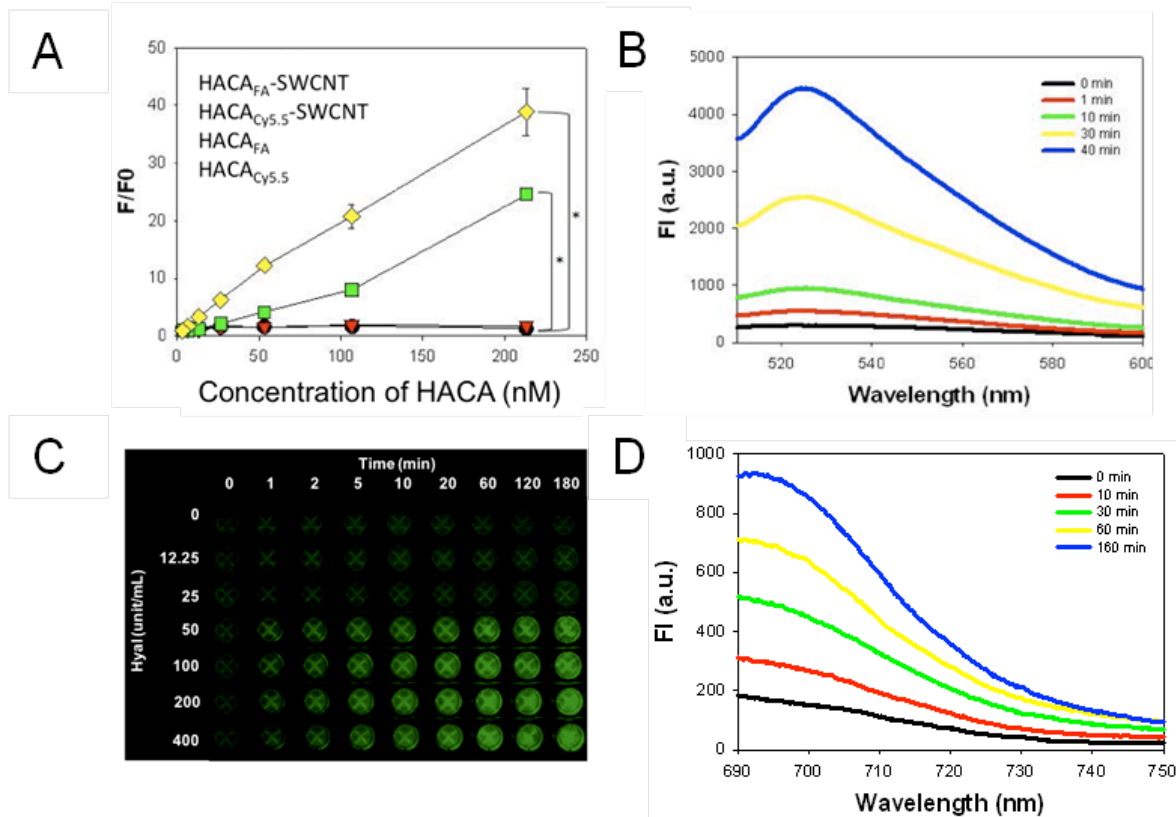 A
50
40
30
20
10
0
F/F0
HACAFA-SWCNT
HACACy5.5-SWCNT
HACAFA
HACACy5.5
*
*
0 50 100 150 200 250
Concentration of HACA (nM)
B
5000
4000
3000
2000
1000
0
FI (a.u.)
0 min
1 min
10 min
30 min
40 min
520 540 560 580 600
Wavelength (nm)
C
Time (min)
0 1 2 5 10 20 60 120 180
Hyal (unit/mL)
0
12.25
25
50
100
200
400
D
1000
800
600
400
200
0
FI (a.u.)
0 min
10 min
30 min
60 min
160 min
690 700 710 720 730 740 750
Wavelength (nm)